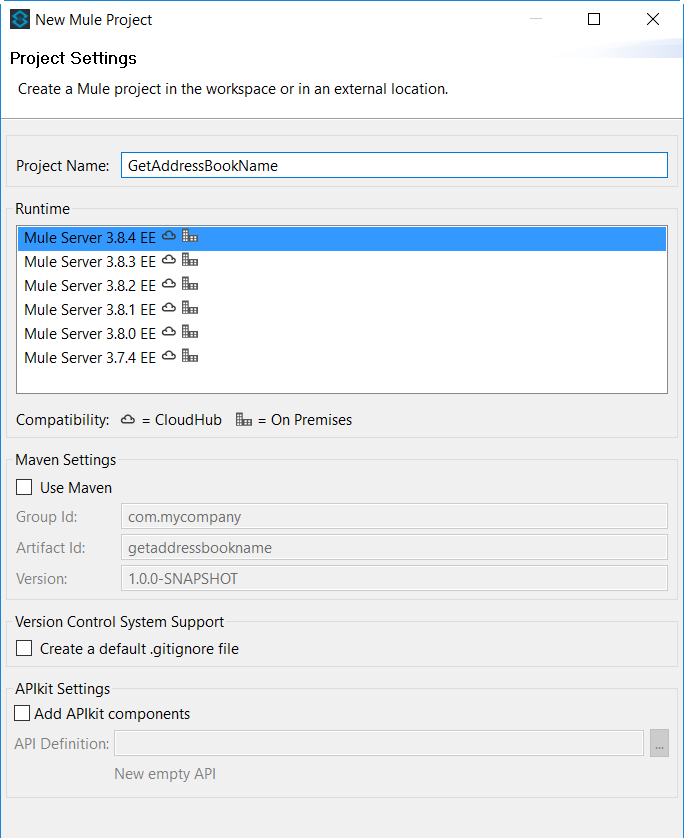 New Mule Project
Project Settings
Create a Mule project in the workspace or in an external location.
Project Name: GetAddressBookName
Runtime
Mule Server 3.8.4 EE
Mule Server 3.8.3 EE
Mule Server 3.8.2 EE
Mule Server 3.8.1 EE
Mule Server 3.8.0 EE
Mule Server 3.7.4 EE
Compatibility: = CloudHub = On Premises
Maven Settings
Use Maven
Group Id: com.mycompany
Artifact Id: getaddressbookname
Version: 1.0.0-SNAPSHOT
Version Control System Support
Create a default .gitignore file
APIkit Settings
Add APIkit components
API Definition: ...
New empty API